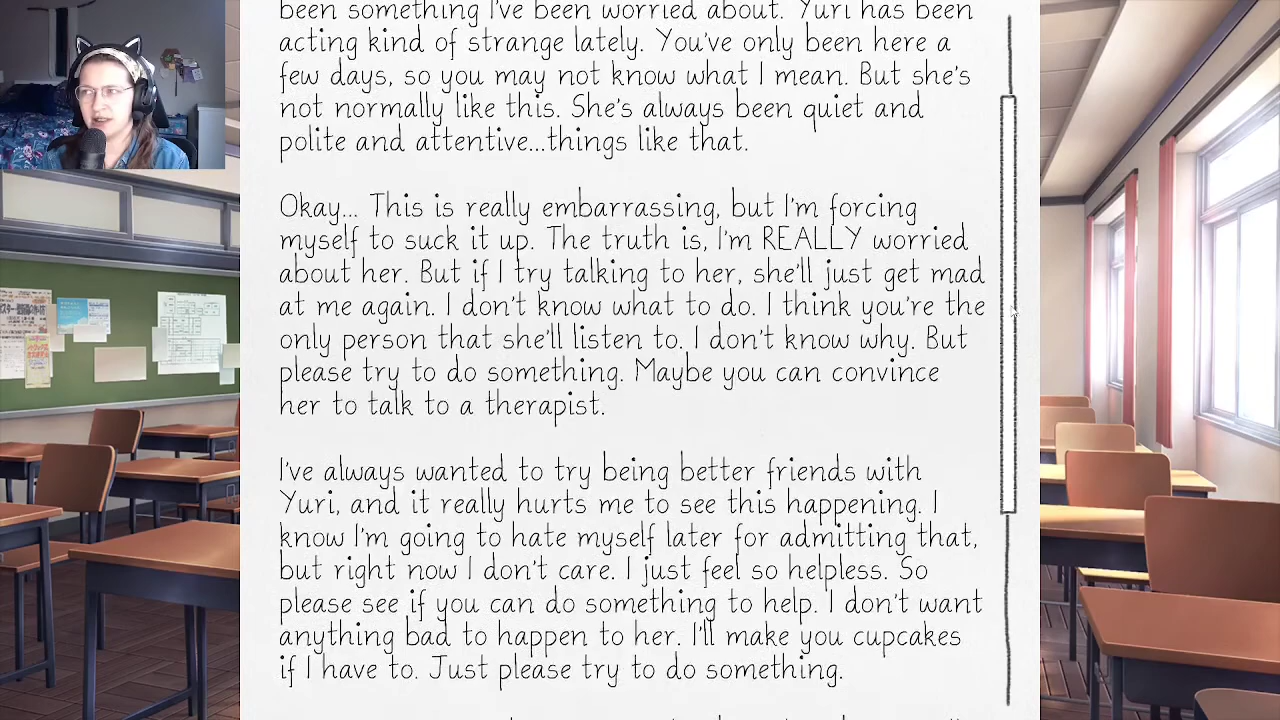 been something I've been worried about. Yuri has been
acting kind of strange lately. You've only been here a
few days, so you may not know what I mean. But she's
not normally like this. She's always been quiet and
polite and attentive...things like that.
Okay... This is really embarrassing, but I'm forcing
myself to suck it up. The truth is, I'm REALLY worried
about her. But if I try talking to her, she'll just get mad
at me again. I don't know what to do. I think you're the
only person that she'll listen to. I don't know why. But
please try to do something. Maybe you can convince
her to talk to a therapist.
I've always wanted to try being better friends with
Yuri, and it really hurts me to see this happening. I
know I'm going to hate myself later for admitting that,
but right now I don't care. I just feel so helpless. So
please see if you can do something to help. I don't want
anything bad to happen to her. I'll make you cupcakes
if I have to. Just please try to do something.